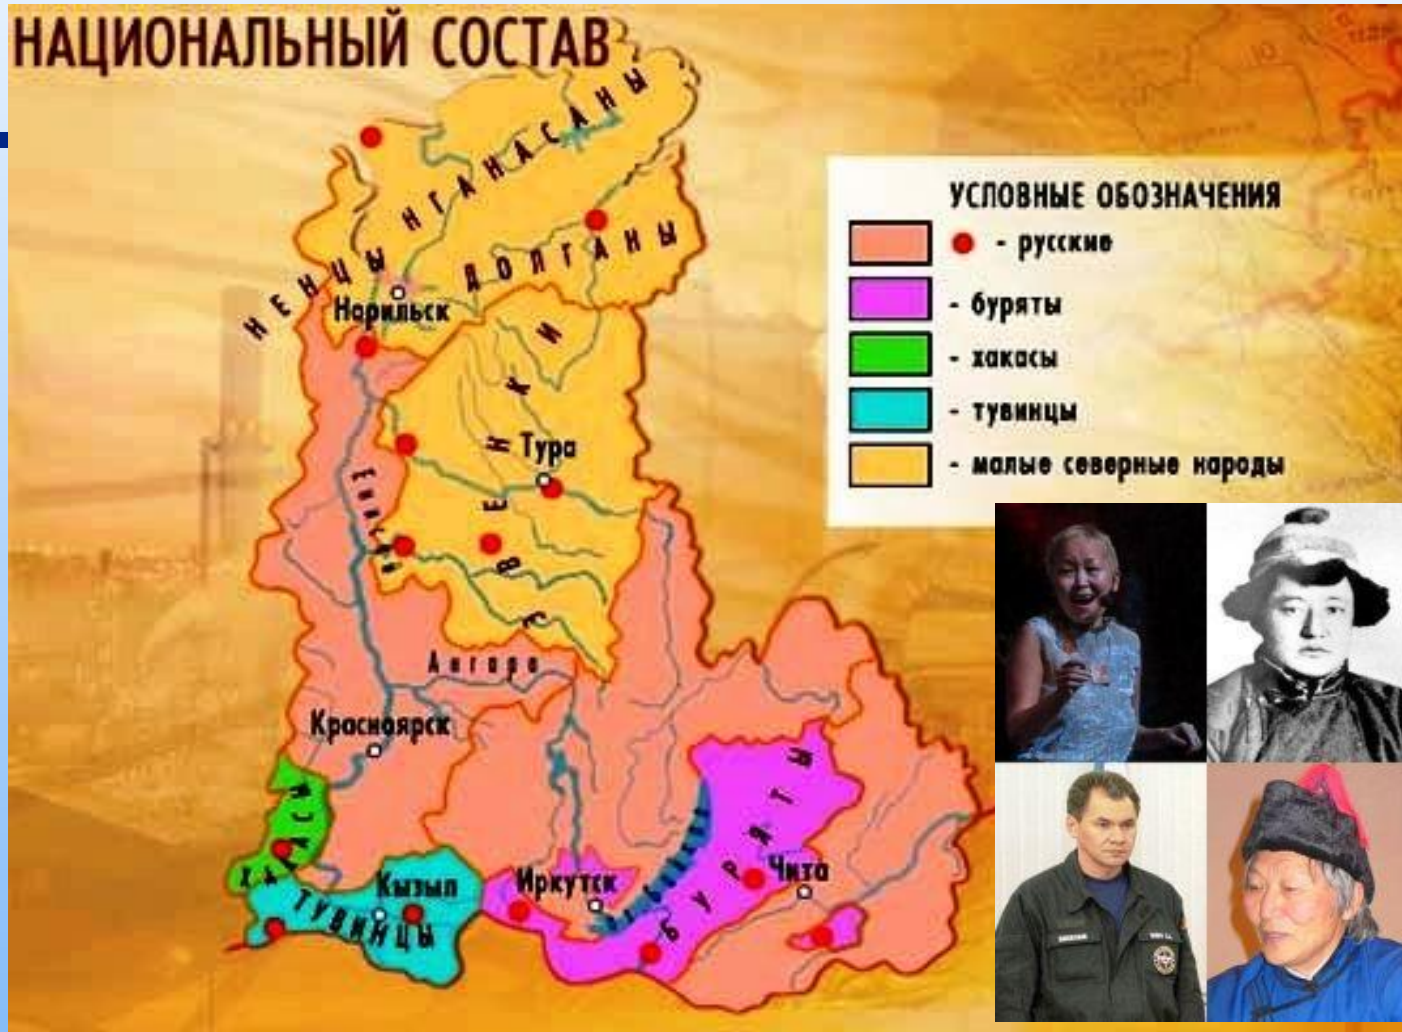 НАЦИОНАЛЬНЫЙ СОСТАВ
УСЛОВНЫЕ ОБОЗНАЧЕНИЯ
- русские
- буряты
- хакасы
- тувинцы
- малые северные народы
НГАНАСАНЫ
НЕНЦЫ
ДОЛГАНЫ
Норильск
ЭВЕНКИ
Тура
Енисей
Ангара
Красноярск
ХАКАСЫ
Кызыл
ТУВИНЦЫ
Иркутск
Чита
БУРЯТЫ